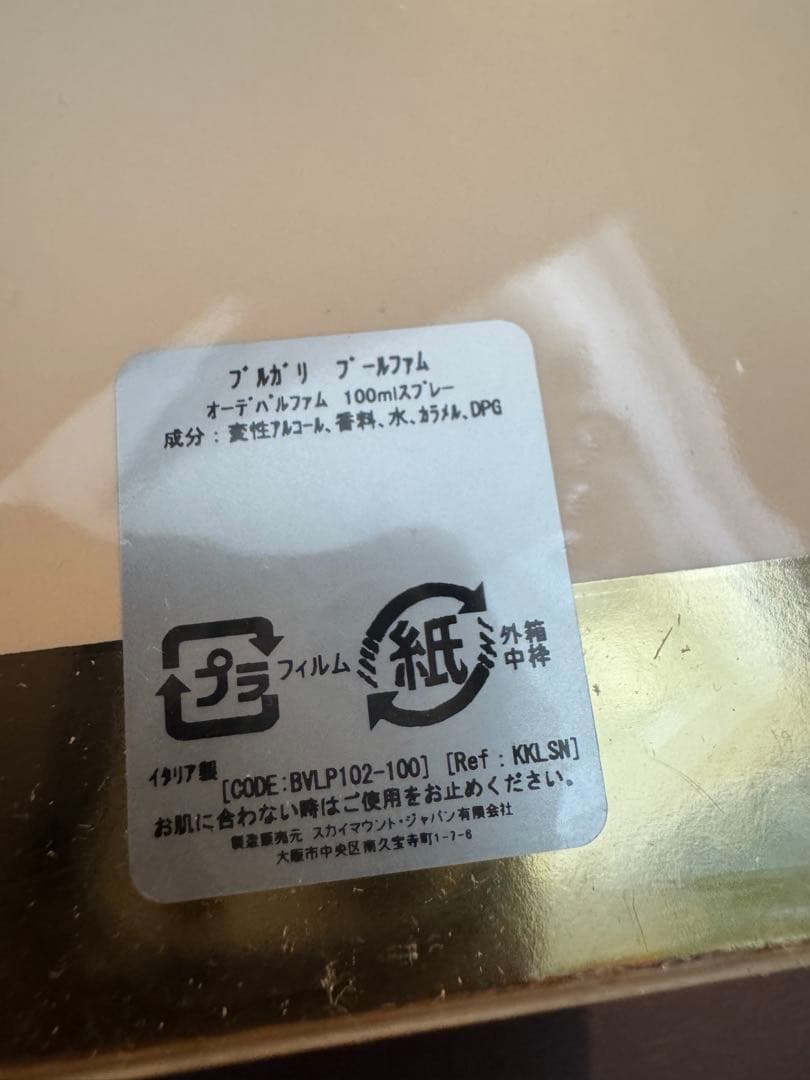 ﾌﾞﾙｶﾞﾘ ﾌﾟｰﾙﾌｧﾑ
ｵｰﾃﾞﾊﾟﾙﾌｧﾑ 100mlスプレー
成分：変性ｱﾙｺｰﾙ、香料、水、ｶﾗﾒﾙ、DPG
プラ フィルム 紙 外箱
中枠
ｲﾀﾘｱ製 [CODE:BVLP102-100] [Ref：KKLSN]
お肌に合わない時はご使用をお止めください。
製造販売元 スカイマウント・ジャパン有限会社
大阪市中央区南久宝寺町1-7-6